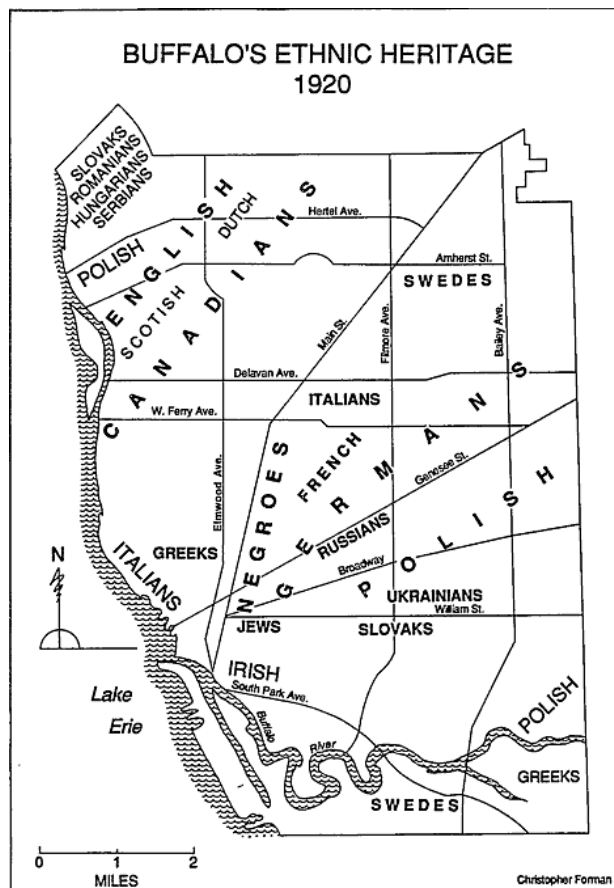 BUFFALO'S ETHNIC HERITAGE
1920
SLOVAKS
ROMANIANS
HUNGARIANS
SERBIANS
ENGLISH
DUTCH
Hertel Ave.
POLISH
CANADIANS
SCOTISH
Amherst St.
SWEDES
Main St.
Filmore Ave.
Bailey Ave.
Delavan Ave.
ITALIANS
W. Ferry Ave.
Elmwood Ave.
NEGROES
FRENCH
GERMANS
Genesee St.
RUSSIANS
POLISH
GREEKS
Broadway
ITALIANS
UKRAINIANS
William St.
JEWS
SLOVAKS
N
IRISH
South Park Ave.
Lake
Erie
Buffalo
River
POLISH
GREEKS
SWEDES
0 1 2
MILES
Christopher Forman